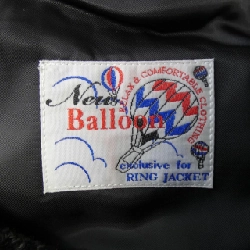 New
Balloon
RELAX & COMFORTABLE CLOTHING
exclusive for
RING JACKET